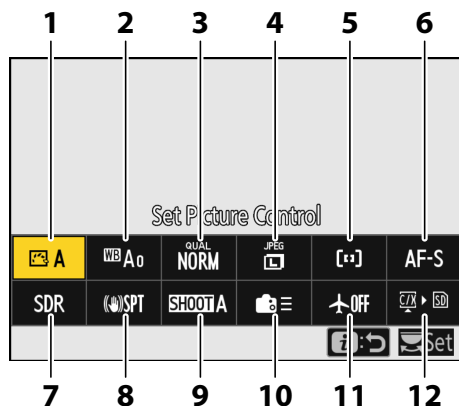 1 2 3 4 5 6
Set Picture Control
A WB A0 QUAL NORM JPEG L AF-S
SDR SPT SHOOT A OFF C/X SD
i Set
7 8 9 10 11 12